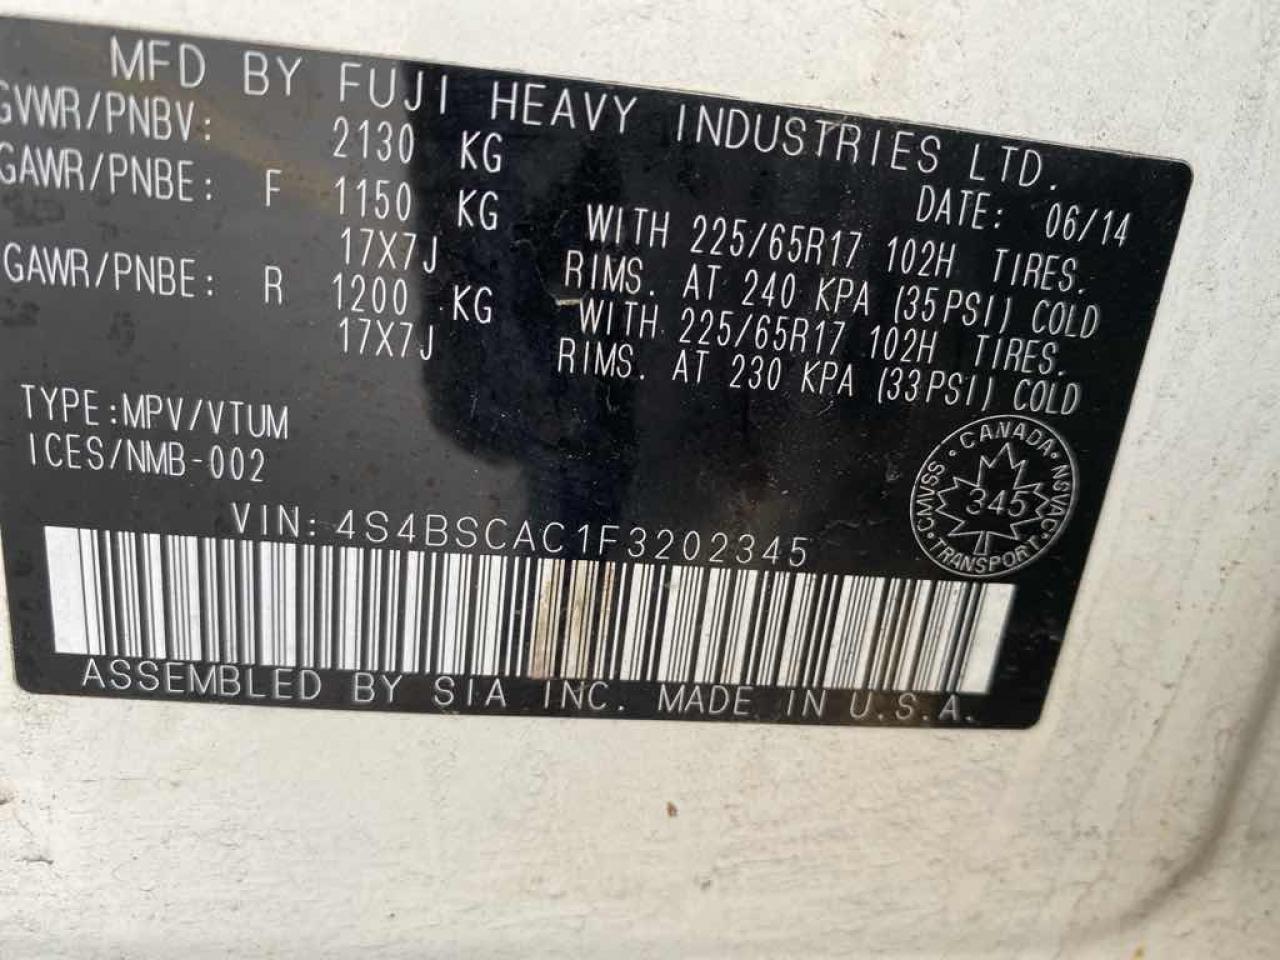 MFD BY FUJI HEAVY INDUSTRIES LTD.
GVWR/PNBV: 2130 KG DATE: 06/14
GAWR/PNBE: F 1150 KG WITH 225/65R17 102H TIRES.
17X7J RIMS. AT 240 KPA (35PSI) COLD
GAWR/PNBE: R 1200 KG WITH 225/65R17 102H TIRES.
17X7J RIMS. AT 230 KPA (33PSI) COLD
TYPE:MPV/VTUM
ICES/NMB-002
CANADA · NSVAC · TRANSPORT · CMVSS ·
345
VIN: 4S4BSCAC1F3202345
ASSEMBLED BY SIA INC. MADE IN U.S.A.